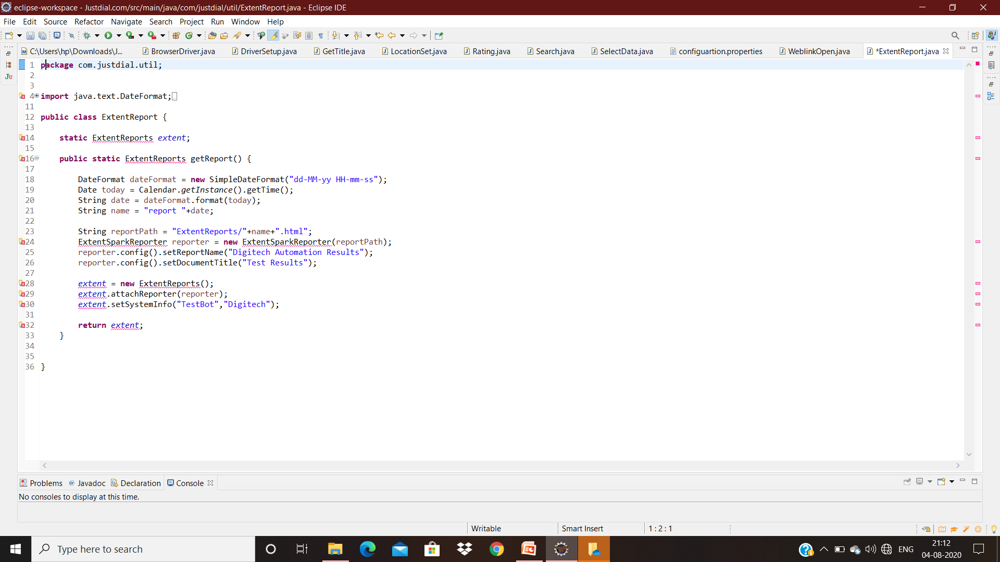 eclipse-workspace - Justdial.com/src/main/java/com/justdial/util/ExtentReport.java - Eclipse IDE
File Edit Source Refactor Navigate Search Project Run Window Help
C:\Users\hp\Downloads\J... BrowserDriver.java DriverSetup.java GetTitle.java LocationSet.java Rating.java Search.java SelectData.java configuartion.properties WeblinkOpen.java *ExtentReport.java
1 package com.justdial.util;
2
3
4 import java.text.DateFormat;
11
12 public class ExtentReport {
13
14 static ExtentReports extent;
15
16 public static ExtentReports getReport() {
17
18 DateFormat dateFormat = new SimpleDateFormat("dd-MM-yy HH-mm-ss");
19 Date today = Calendar.getInstance().getTime();
20 String date = dateFormat.format(today);
21 String name = "report "+date;
22
23 String reportPath = "ExtentReports/"+name+".html";
24 ExtentSparkReporter reporter = new ExtentSparkReporter(reportPath);
25 reporter.config().setReportName("Digitech Automation Results");
26 reporter.config().setDocumentTitle("Test Results");
27
28 extent = new ExtentReports();
29 extent.attachReporter(reporter);
30 extent.setSystemInfo("TestBot","Digitech");
31
32 return extent;
33 }
34
35
36 }
Problems @ Javadoc Declaration Console
No consoles to display at this time.
Writable Smart Insert 1 : 2 : 1
Type here to search
ENG
21:12
04-08-2020